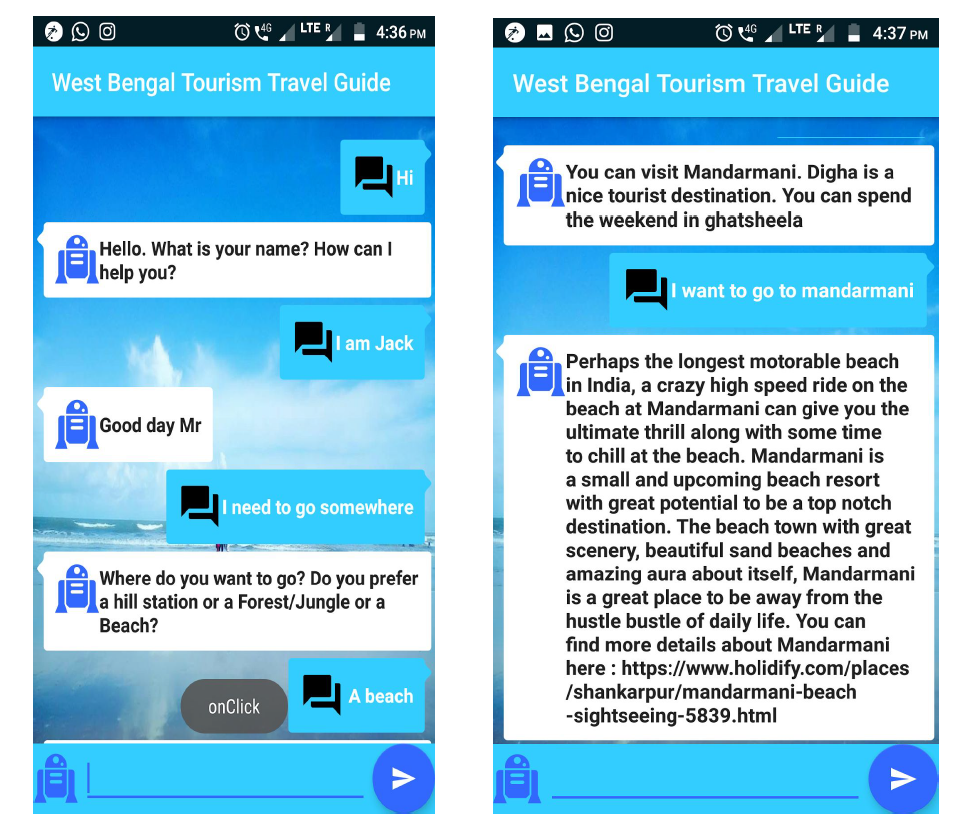 4G LTE R 4:36 PM
West Bengal Tourism Travel Guide
Hi
Hello. What is your name? How can I
help you?
I am Jack
Good day Mr
I need to go somewhere
Where do you want to go? Do you prefer
a hill station or a Forest/Jungle or a
Beach?
A beach
onClick
4G LTE R 4:37 PM
West Bengal Tourism Travel Guide
You can visit Mandarmani. Digha is a
nice tourist destination. You can spend
the weekend in ghatsheela
I want to go to mandarmani
Perhaps the longest motorable beach
in India, a crazy high speed ride on the
beach at Mandarmani can give you the
ultimate thrill along with some time
to chill at the beach. Mandarmani is
a small and upcoming beach resort
with great potential to be a top notch
destination. The beach town with great
scenery, beautiful sand beaches and
amazing aura about itself, Mandarmani
is a great place to be away from the
hustle bustle of daily life. You can
find more details about Mandarmani
here : https://www.holidify.com/places
/shankarpur/mandarmani-beach
-sightseeing-5839.html